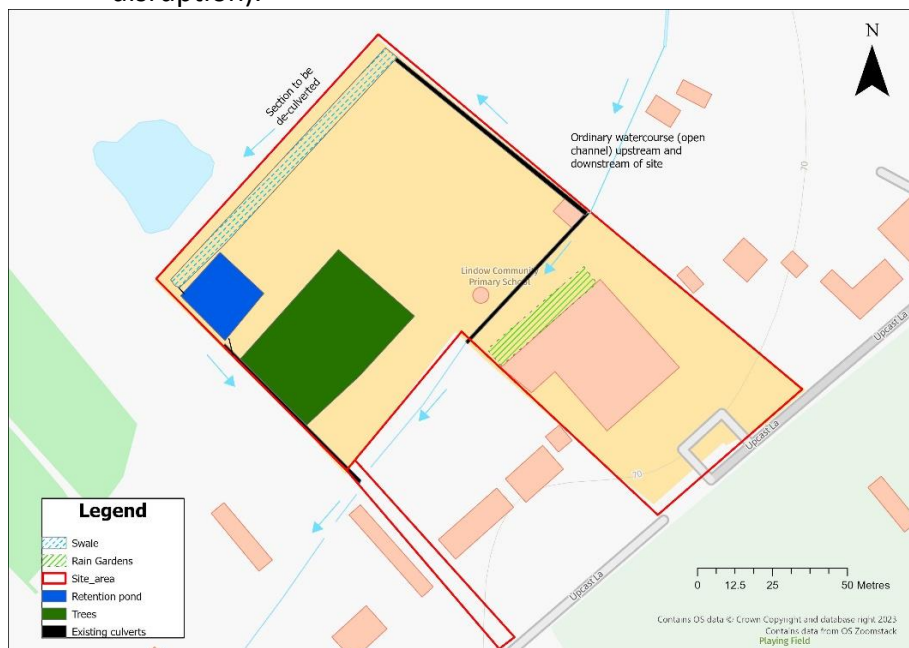 disruption).
N
Section to be
de-culverted
Ordinary watercourse (open
channel) upstream and
downstream of site
70
Lindow Community
Primary School
Upcast La
Upcast La
70
Upcast La
Legend
Swale
Rain Gardens
Site_area
Retention pond
Trees
Existing culverts
0 12.5 25 50 Metres
Contains OS data © Crown Copyright and database right 2023
Contains data from OS Zoomstack
Playing Field